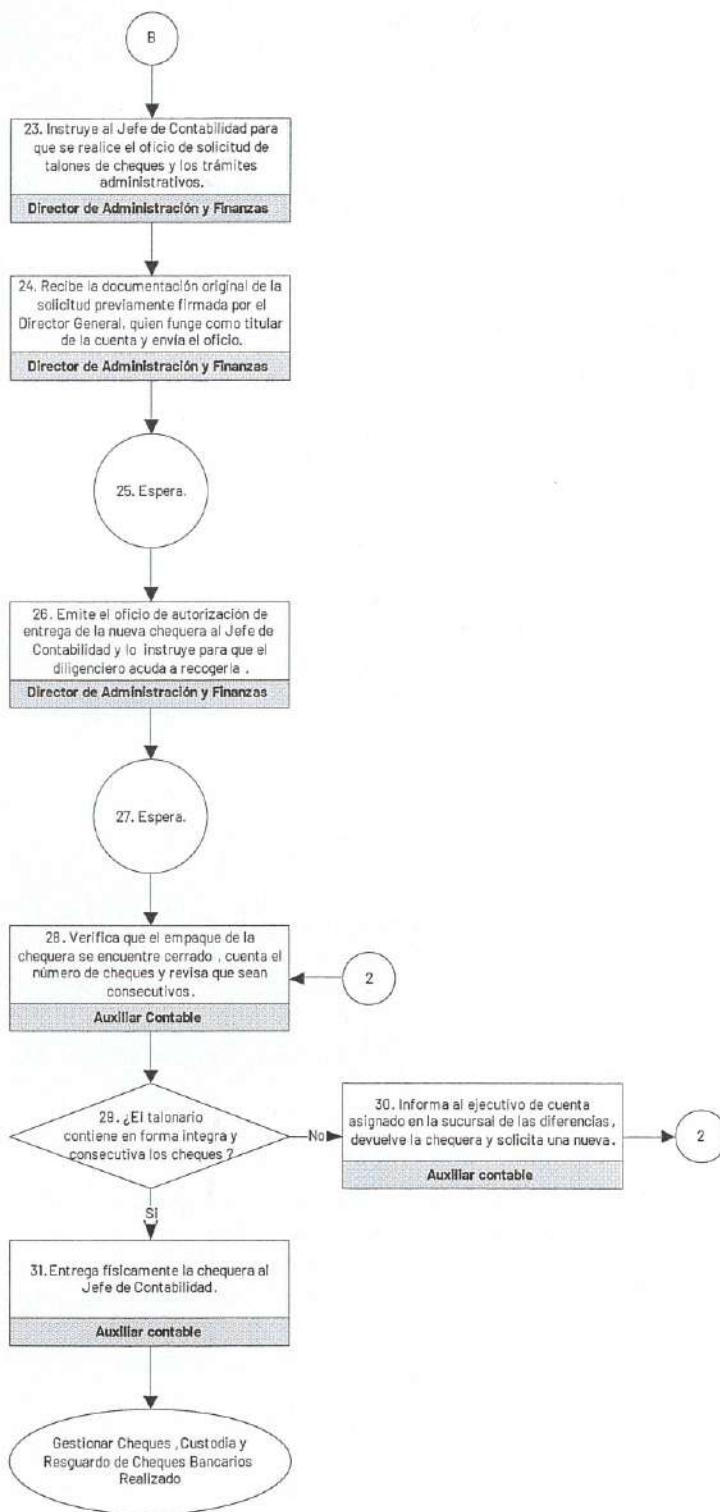 B
23. Instruye al Jefe de Contabilidad para
que se realice el oficio de solicitud de
talones de cheques y los trámites
administrativos.
Director de Administración y Finanzas
24. Recibe la documentación original de la
solicitud previamente firmada por el
Director General, quien funge como titular
de la cuenta y envía el oficio.
Director de Administración y Finanzas
25. Espera.
26. Emite el oficio de autorización de
entrega de la nueva chequera al Jefe de
Contabilidad y lo instruye para que el
diligenciero acuda a recogerla .
Director de Administración y Finanzas
27. Espera.
28. Verifica que el empaque de la
chequera se encuentre cerrado , cuenta el
número de cheques y revisa que sean
consecutivos.
Auxiliar Contable
2
29. ¿El talonario
contiene en forma integra y
consecutiva los cheques ?
No
30. Informa al ejecutivo de cuenta
asignado en la sucursal de las diferencias,
devuelve la chequera y solicita una nueva.
Auxiliar contable
2
Si
31. Entrega físicamente la chequera al
Jefe de Contabilidad.
Auxiliar contable
Gestionar Cheques , Custodia y
Resguardo de Cheques Bancarios
Realizado